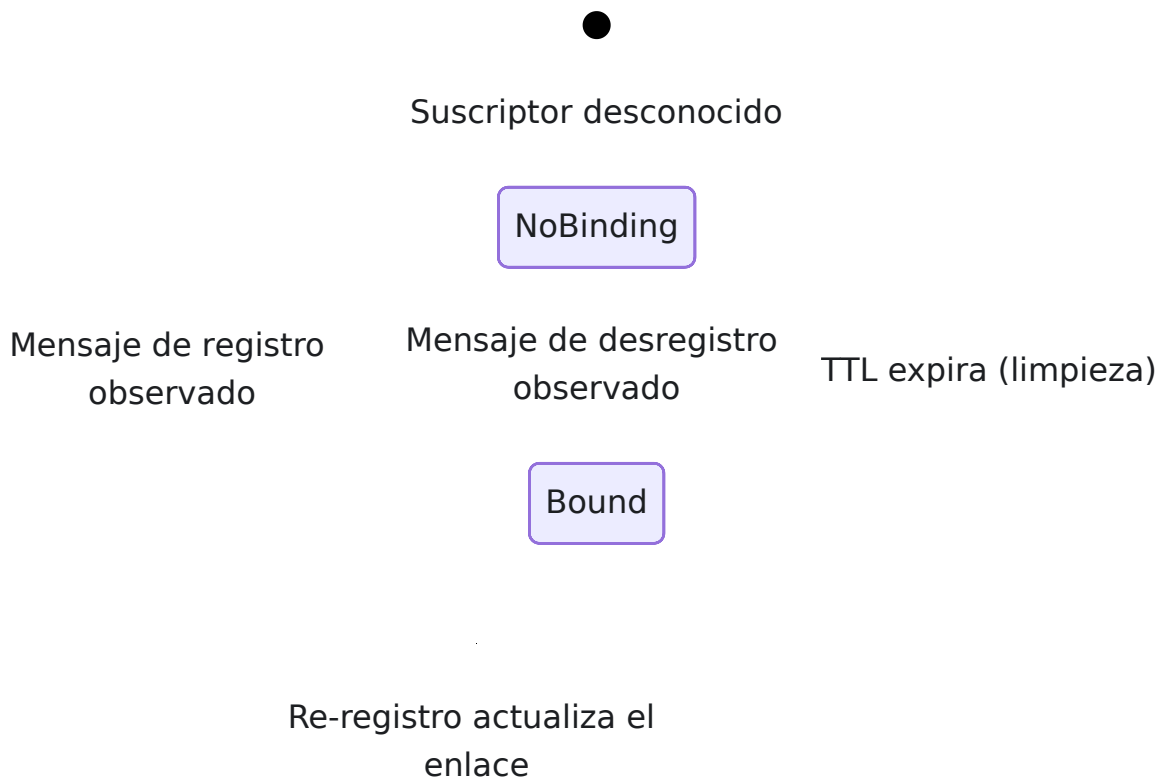 Suscriptor desconocido
NoBinding
Mensaje de registro
observado
Mensaje de desregistro
observado
TTL expira (limpieza)
Bound
Re-registro actualiza el
enlace